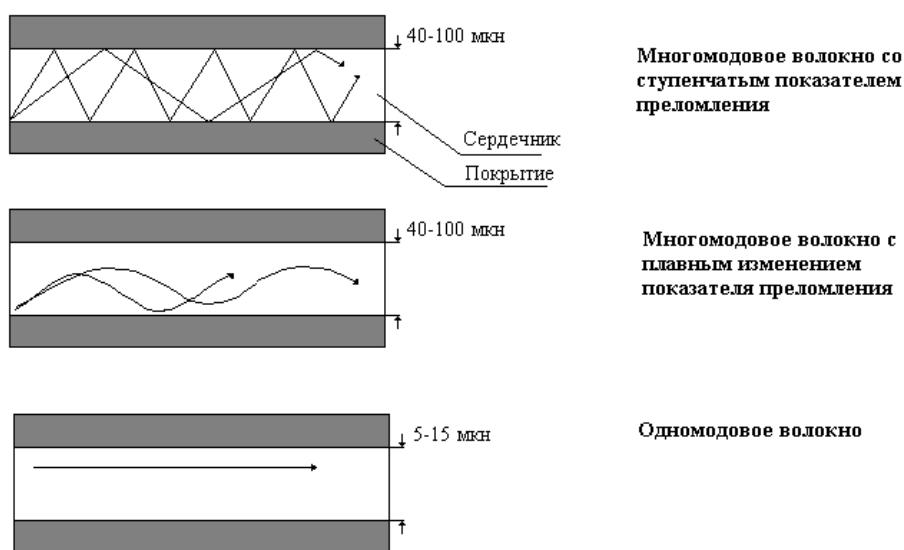 40-100 мкн
Многомодовое волокно со
ступенчатым показателем
преломления
Сердечник
Покрытие
40-100 мкн
Многомодовое волокно с
плавным изменением
показателя преломления
5-15 мкн
Одномодовое волокно